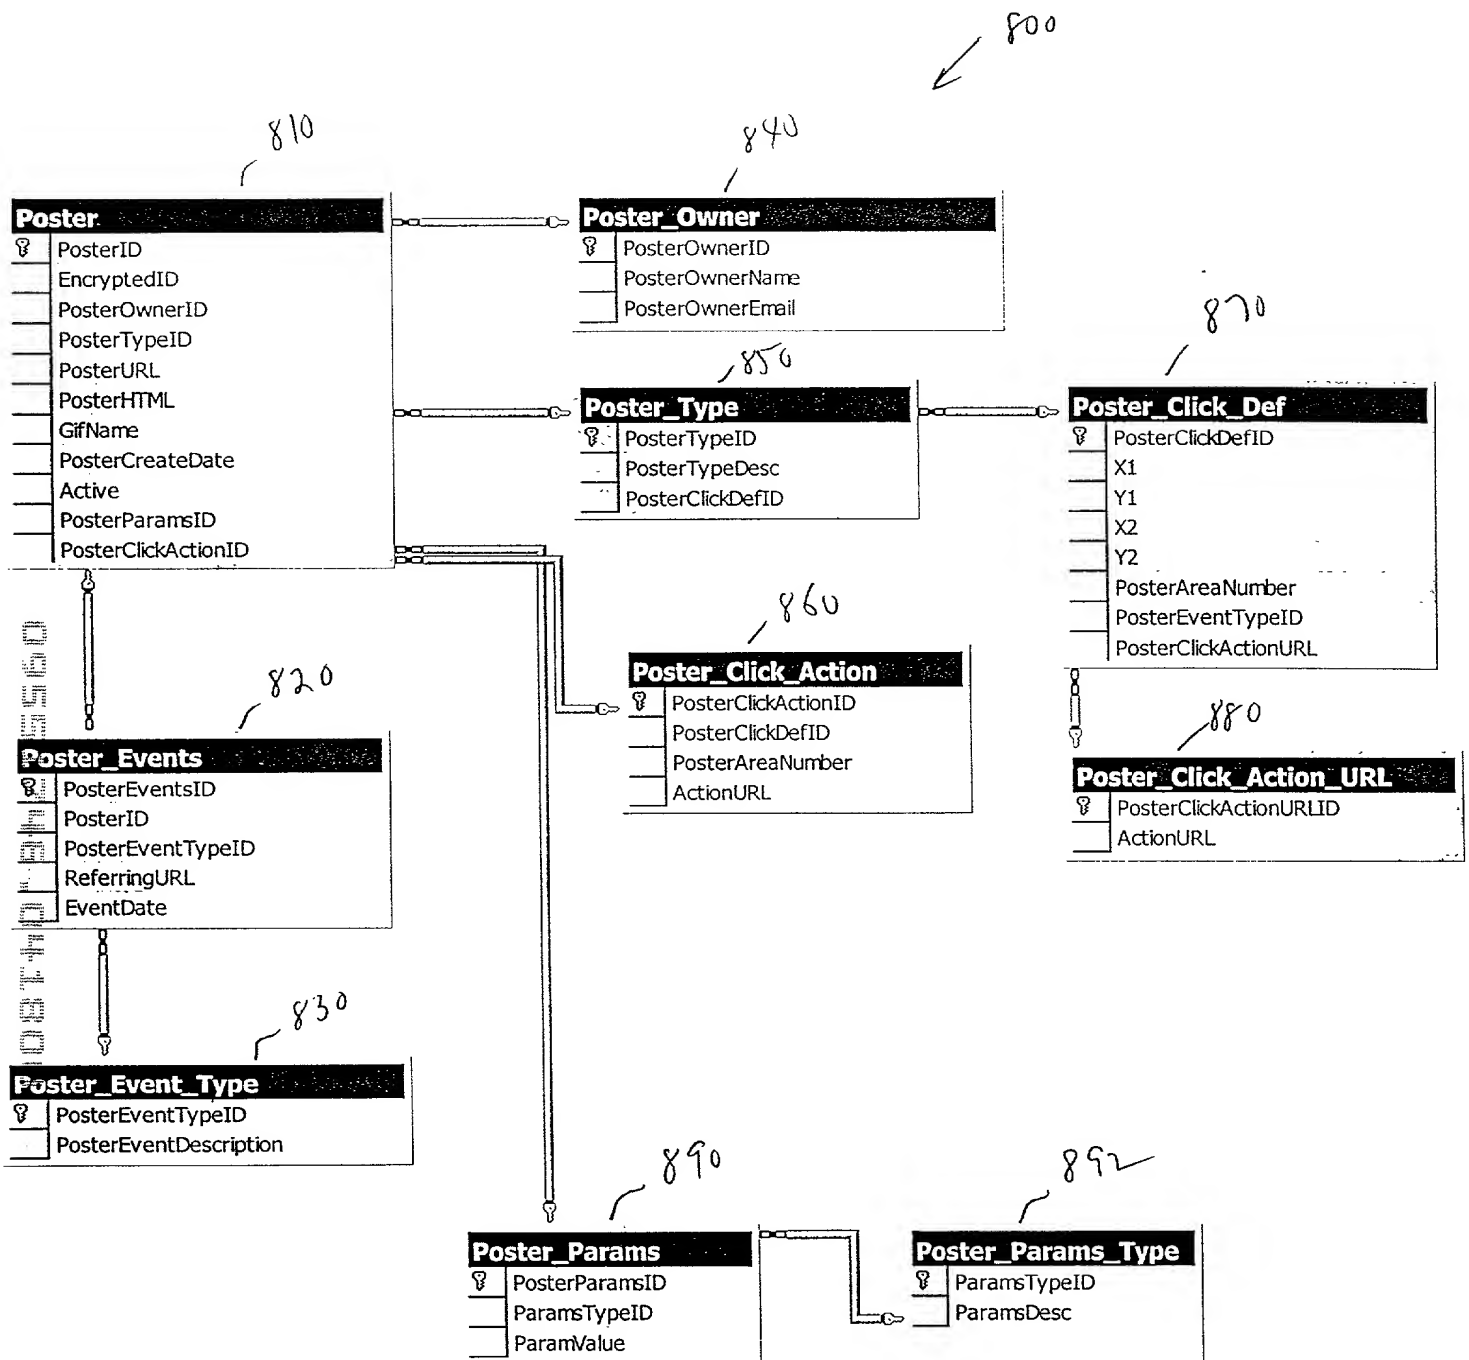 800
810
840
Poster
PosterID
EncryptedID
PosterOwnerID
PosterTypeID
PosterURL
PosterHTML
GifName
PosterCreateDate
Active
PosterParamsID
PosterClickActionID
Poster_Owner
PosterOwnerID
PosterOwnerName
PosterOwnerEmail
850
Poster_Type
PosterTypeID
PosterTypeDesc
PosterClickDefID
870
Poster_Click_Def
PosterClickDefID
X1
Y1
X2
Y2
PosterAreaNumber
PosterEventTypeID
PosterClickActionURL
860
Poster_Click_Action
PosterClickActionID
PosterClickDefID
PosterAreaNumber
ActionURL
880
Poster_Click_Action_URL
PosterClickActionURLID
ActionURL
820
Poster_Events
PosterEventsID
PosterID
PosterEventTypeID
ReferringURL
EventDate
830
Poster_Event_Type
PosterEventTypeID
PosterEventDescription
890
Poster_Params
PosterParamsID
ParamsTypeID
ParamValue
892
Poster_Params_Type
ParamsTypeID
ParamsDesc